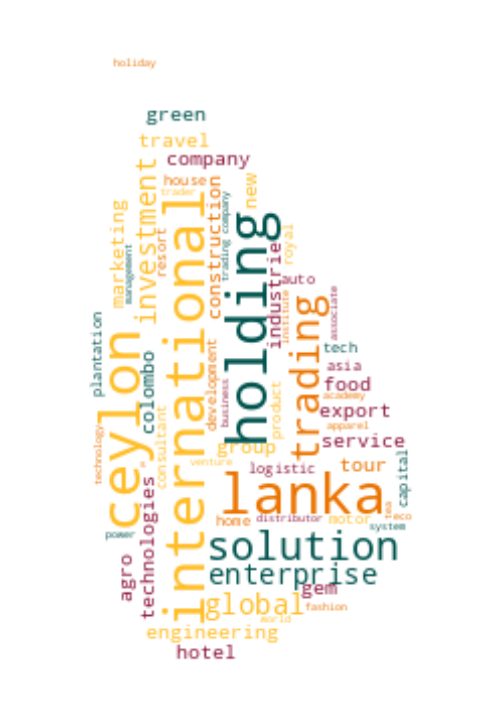 holiday
green
travel
company
house
trader
investment
international
construction
trading company
new
marketing
management
resort
holding
industries
royal
auto
institute
associate
trading
plantation
ceylon
colombo
development
business
consultant
product
tech
asia
food
academy
export
apparel
service
group
venture
logistic
tour
capital
technology
technologies
lanka
tea
eco
home
distributor
motor
system
power
solution
agro
enterprise
gem
global
fashion
world
engineering
hotel